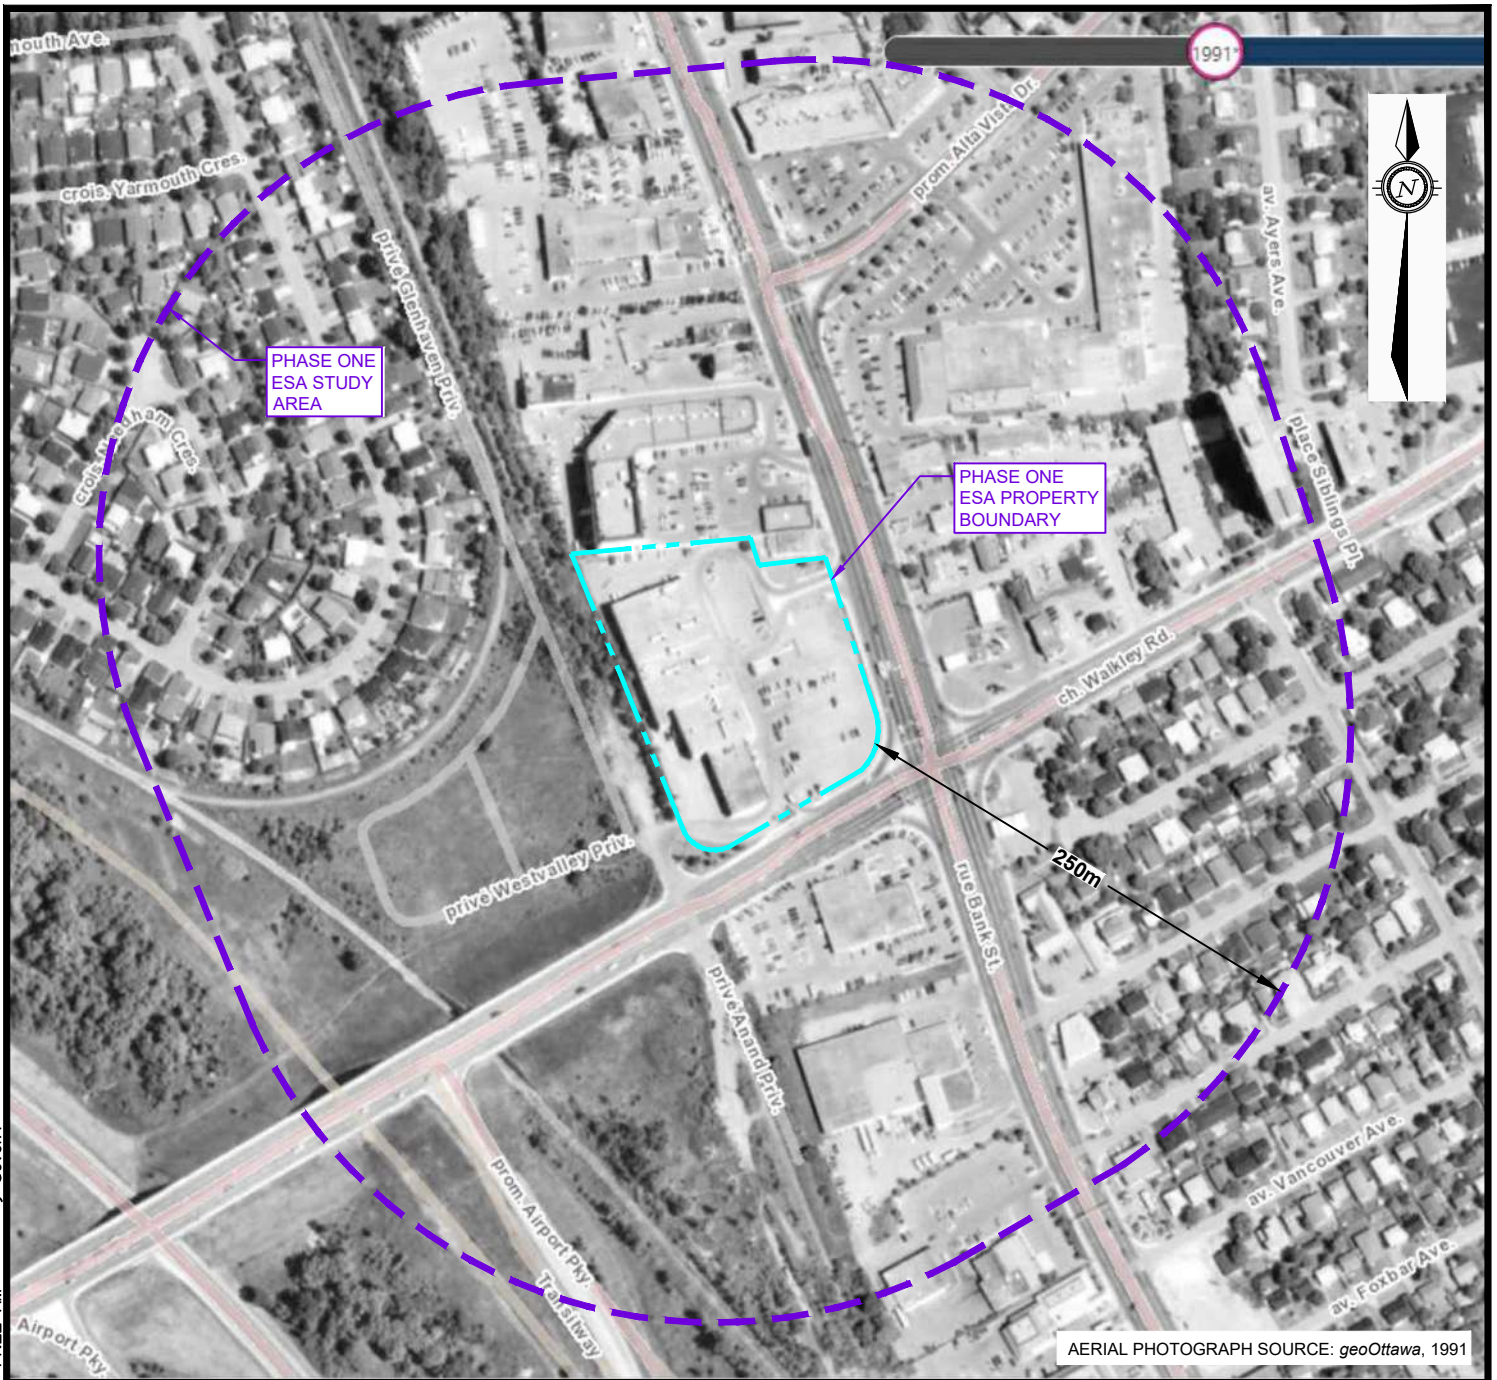 mouth Ave.
1991*
prom. Alta Vista Dr.
crois. Yarmouth Cres.
N
av. Ayers Ave.
privé Glenhaven Priv.
PHASE ONE
ESA STUDY
AREA
PHASE ONE
ESA PROPERTY
BOUNDARY
place Siblings Pl.
ch. Walkley Rd.
250m
privé Westvalley Priv.
rue Bank St.
privé Anand Priv.
av. Vancouver Ave.
prom. Airport Pky.
Transitway
av. Foxbar Ave.
Airport Pky.
AERIAL PHOTOGRAPH SOURCE: geoOttawa, 1991